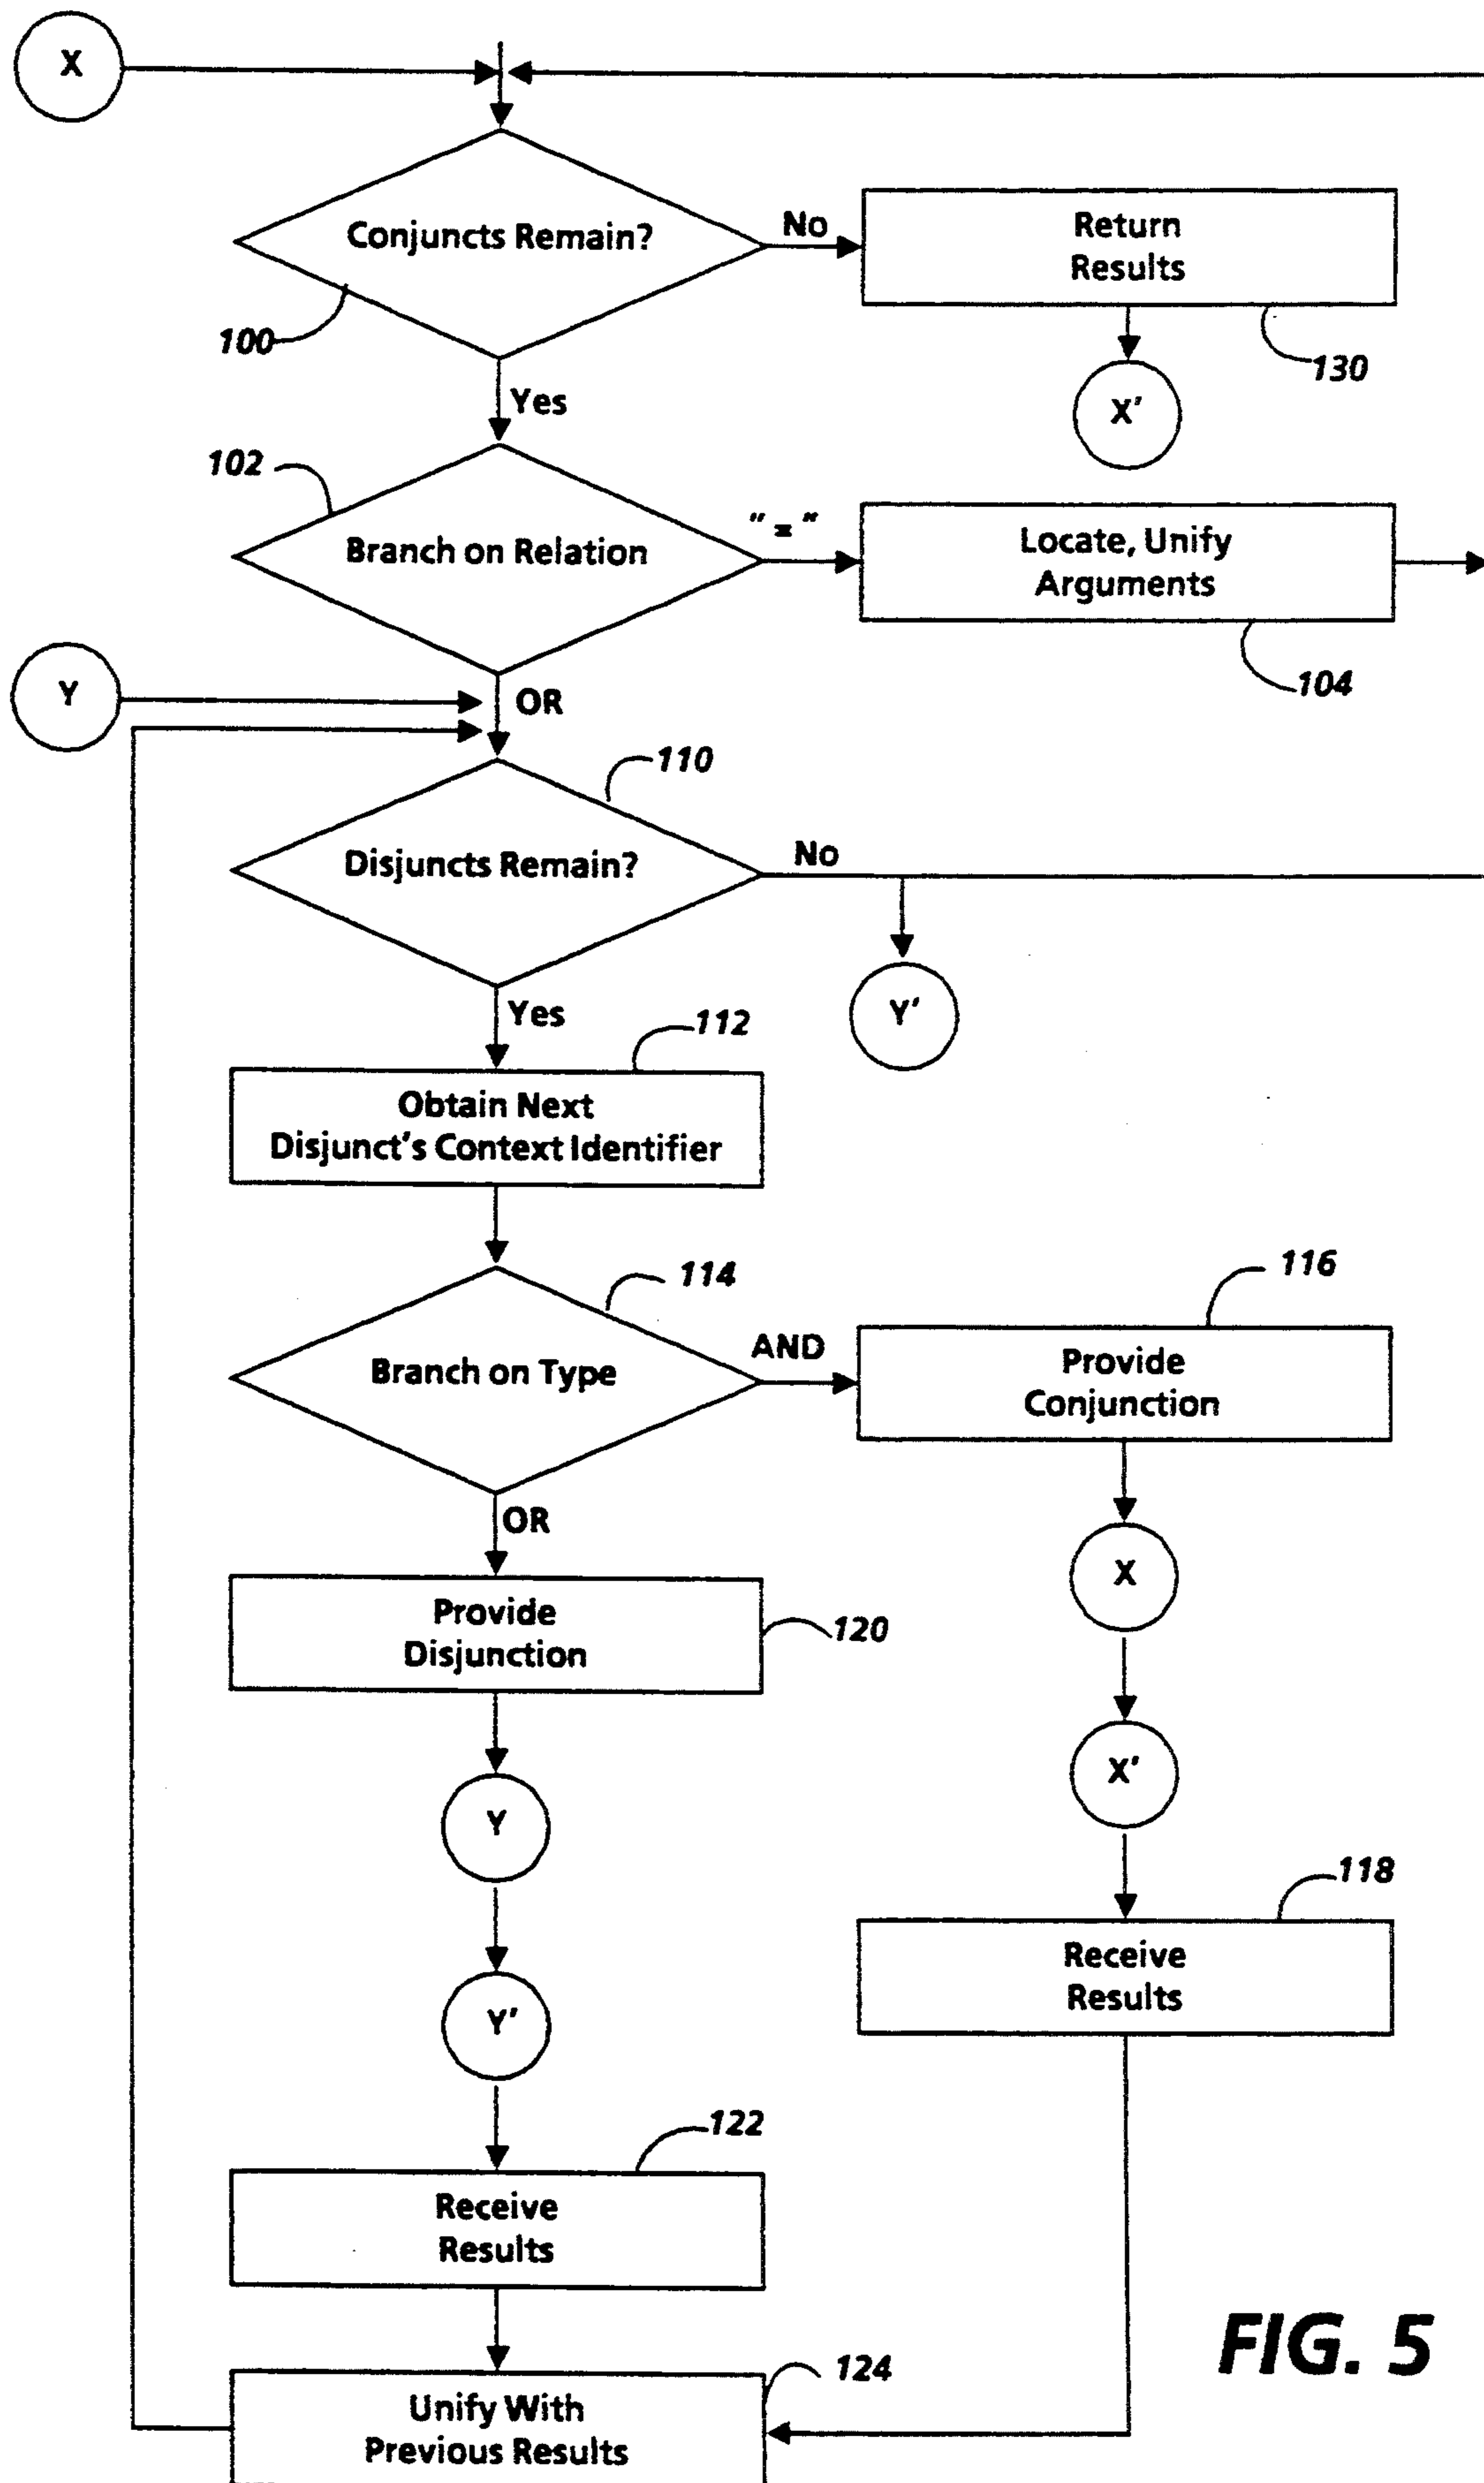 X
Conjuncts Remain?
No
Return
Results
100
130
X'
Yes
102
Branch on Relation
"="
Locate, Unify
Arguments
104
Y
OR
110
Disjuncts Remain?
No
Y'
Yes
112
Obtain Next
Disjunct's Context Identifier
114
Branch on Type
AND
116
Provide
Conjunction
OR
X
Provide
Disjunction
120
X'
Y
118
Receive
Results
Y'
122
Receive
Results
124
Unify With
Previous Results
FIG. 5